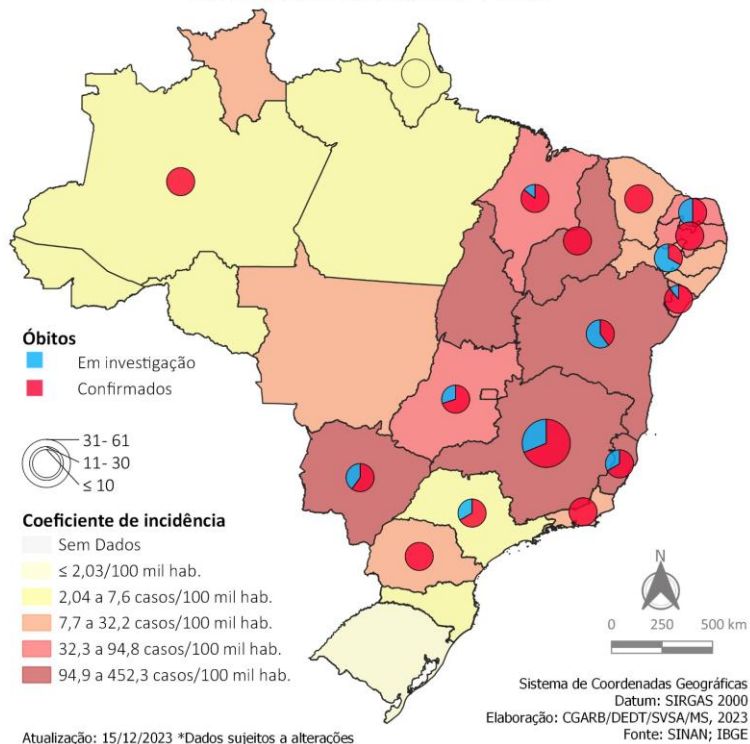 Óbitos
Em investigação
Confirmados
31- 61
11- 30
≤ 10
Coeficiente de incidência
Sem Dados
≤ 2,03/100 mil hab.
2,04 a 7,6 casos/100 mil hab.
7,7 a 32,2 casos/100 mil hab.
32,3 a 94,8 casos/100 mil hab.
94,9 a 452,3 casos/100 mil hab.
N
0 250 500 km
Sistema de Coordenadas Geográficas
Datum: SIRGAS 2000
Elaboração: CGARB/DEDT/SVSA/MS, 2023
Fonte: SINAN; IBGE
Atualização: 15/12/2023 *Dados sujeitos a alterações